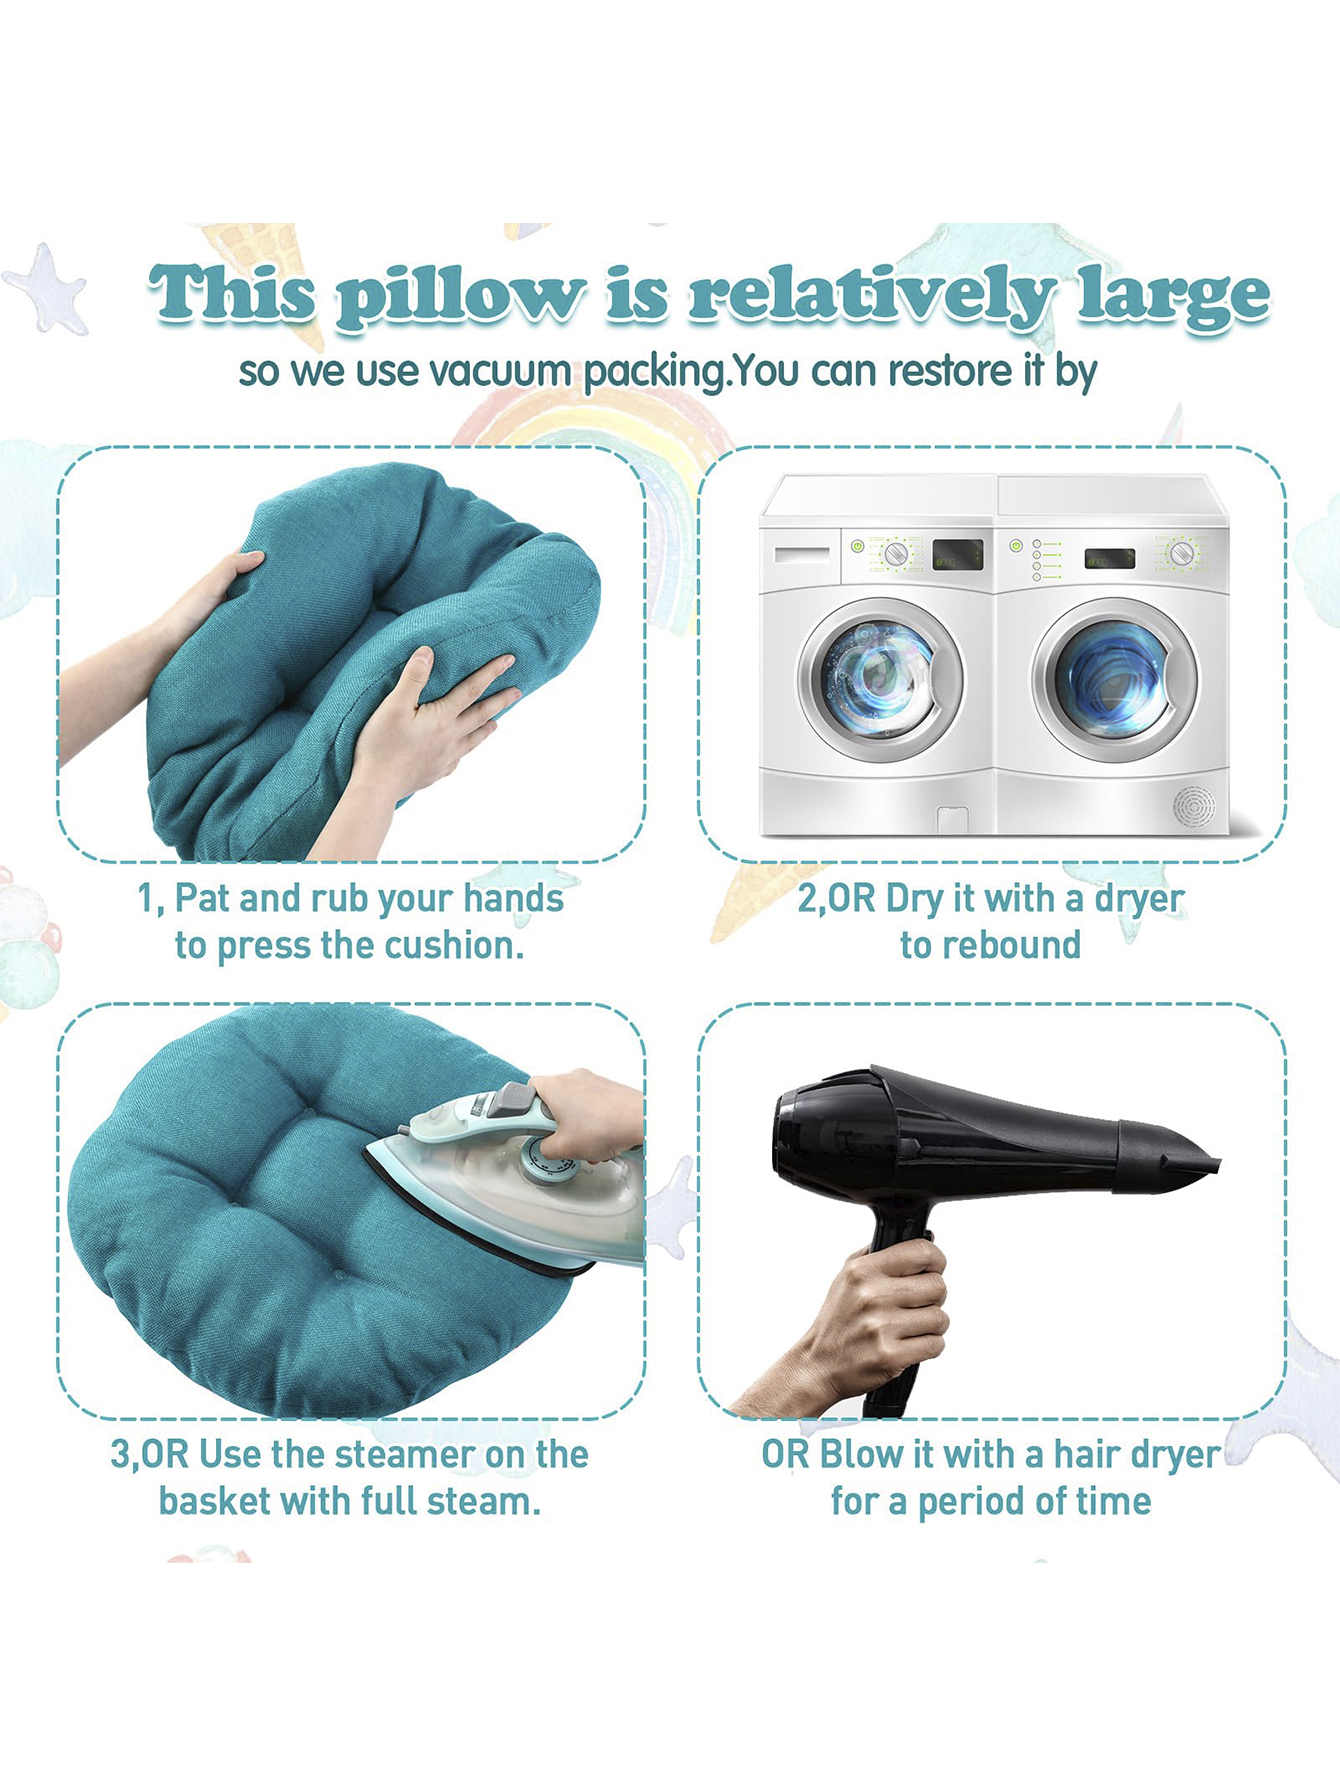 This pillow is relatively large
so we use vacuum packing.You can restore it by
1, Pat and rub your hands
to press the cushion.
2,OR Dry it with a dryer
to rebound
3,OR Use the steamer on the
basket with full steam.
OR Blow it with a hair dryer
for a period of time